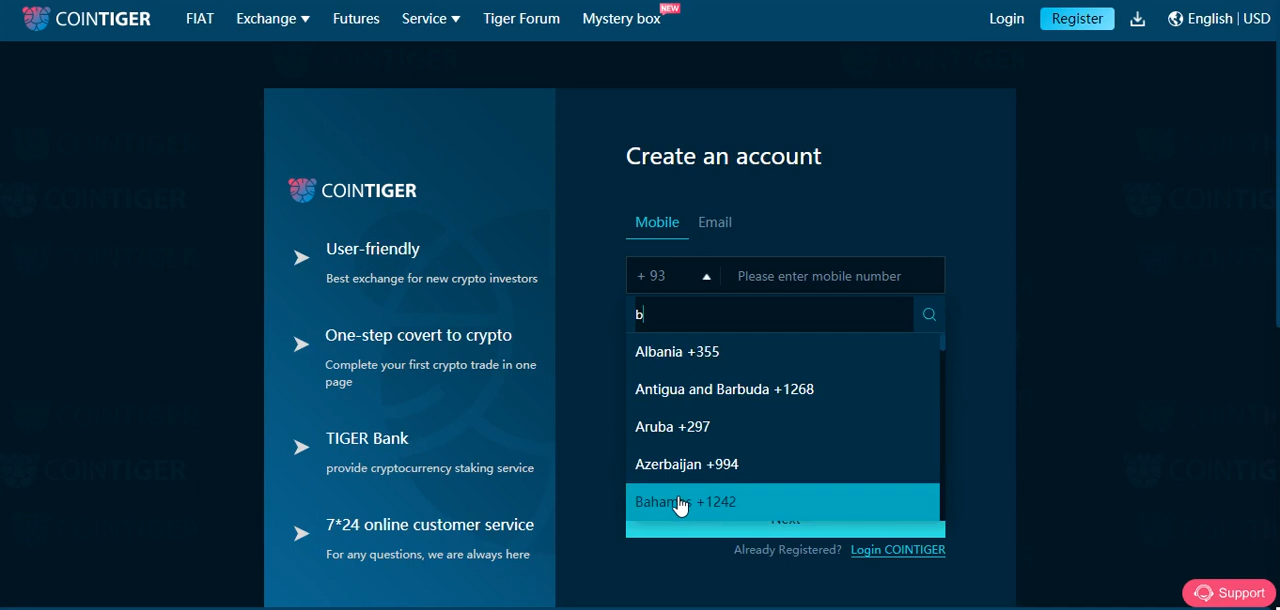 COINTIGER FIAT Exchange Futures Service Tiger Forum Mystery box NEW Login Register English | USD
Create an account
COINTIGER
Mobile Email
User-friendly
Best exchange for new crypto investors
+ 93 Please enter mobile number
b
One-step covert to crypto
Complete your first crypto trade in one
page
Albania +355
Antigua and Barbuda +1268
Aruba +297
Azerbaijan +994
Bahamas +1242
TIGER Bank
provide cryptocurrency staking service
7*24 online customer service
For any questions, we are always here
Next
Already Registered? Login COINTIGER
Support